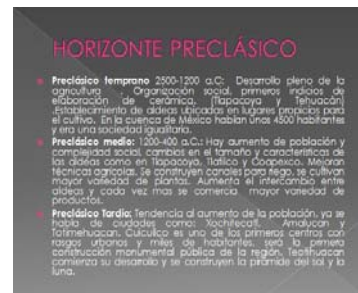 HORIZONTE PRECLÁSICO
Preclásico temprano 2500-1200 a.C: Desarrollo pleno de la
agricultura . Organización social, primeros indicios de
elaboración de cerámica, (Tlapacoya y Tehuacán)
.Establecimiento de aldeas ubicadas en lugares propicios para
el cultivo. En la cuenca de México habían unos 4500 habitantes
y era una sociedad igualitaria.
Preclásico medio: 1200-400 a.C.: Hay aumento de población y
complejidad social, cambios en el tamaño y características de
las aldeas como en Tlapacoya, Tlatilco y Coapexco. Mejoran
técnicas agrícolas. Se construyen canales para riego, se cultivan
mayor variedad de plantas. Aumenta el intercambio entre
aldeas y cada vez mas se comercia mayor variedad de
productos.
Preclásico Tardío: Tendencia al aumento de la población, ya se
habla de ciudades como: Xochitecatl, Amalucan y
Totimehuacan. Cuicuilco es uno de los primeros centros con
rasgos urbanos y miles de habitantes, será la primera
construcción monumental pública de la región. Teotihuacan
comienza su desarrollo y se construyen la pirámide del sol y la
luna.